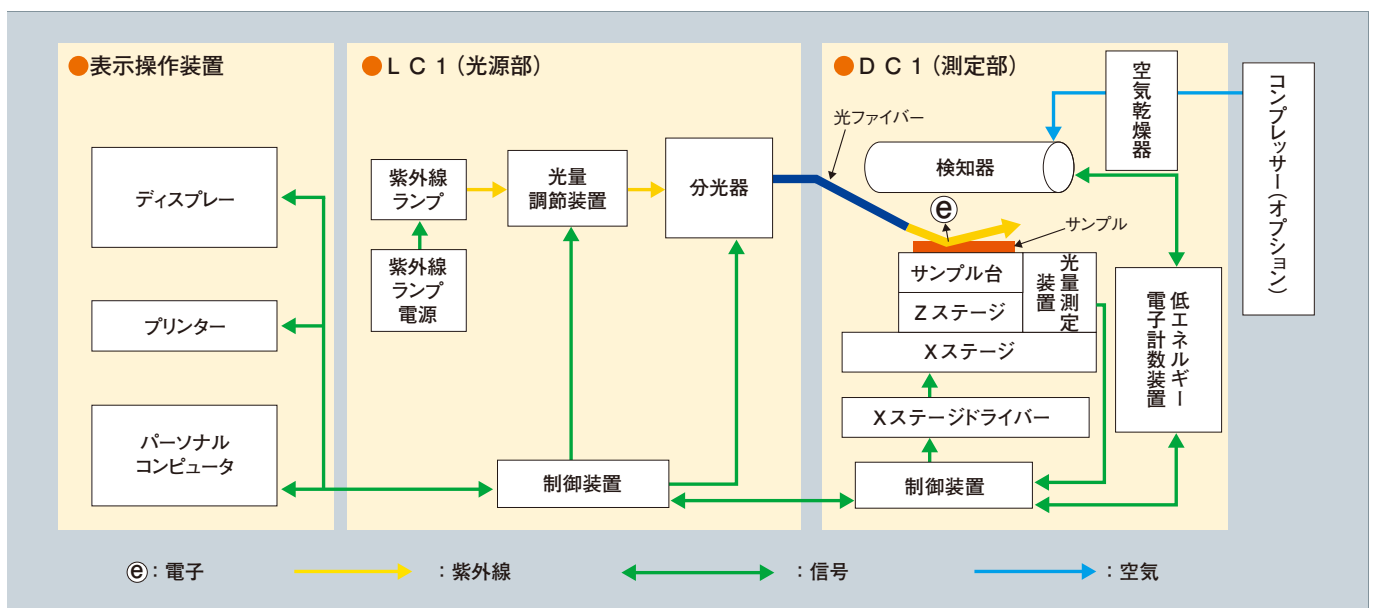 ●表示操作装置
ディスプレー
プリンター
パーソナル
コンピュータ
●LC1(光源部)
紫外線
ランプ
光量
調節装置
分光器
紫外線
ランプ
電源
制御装置
●DC1(測定部)
光ファイバー
検知器
空気乾燥器
コンプレッサー(オプション)
e
サンプル
サンプル台
光量測定
装置
Zステージ
Xステージ
Xステージドライバー
制御装置
低エネルギー
電子計数装置
e:電子
:紫外線
:信号
:空気